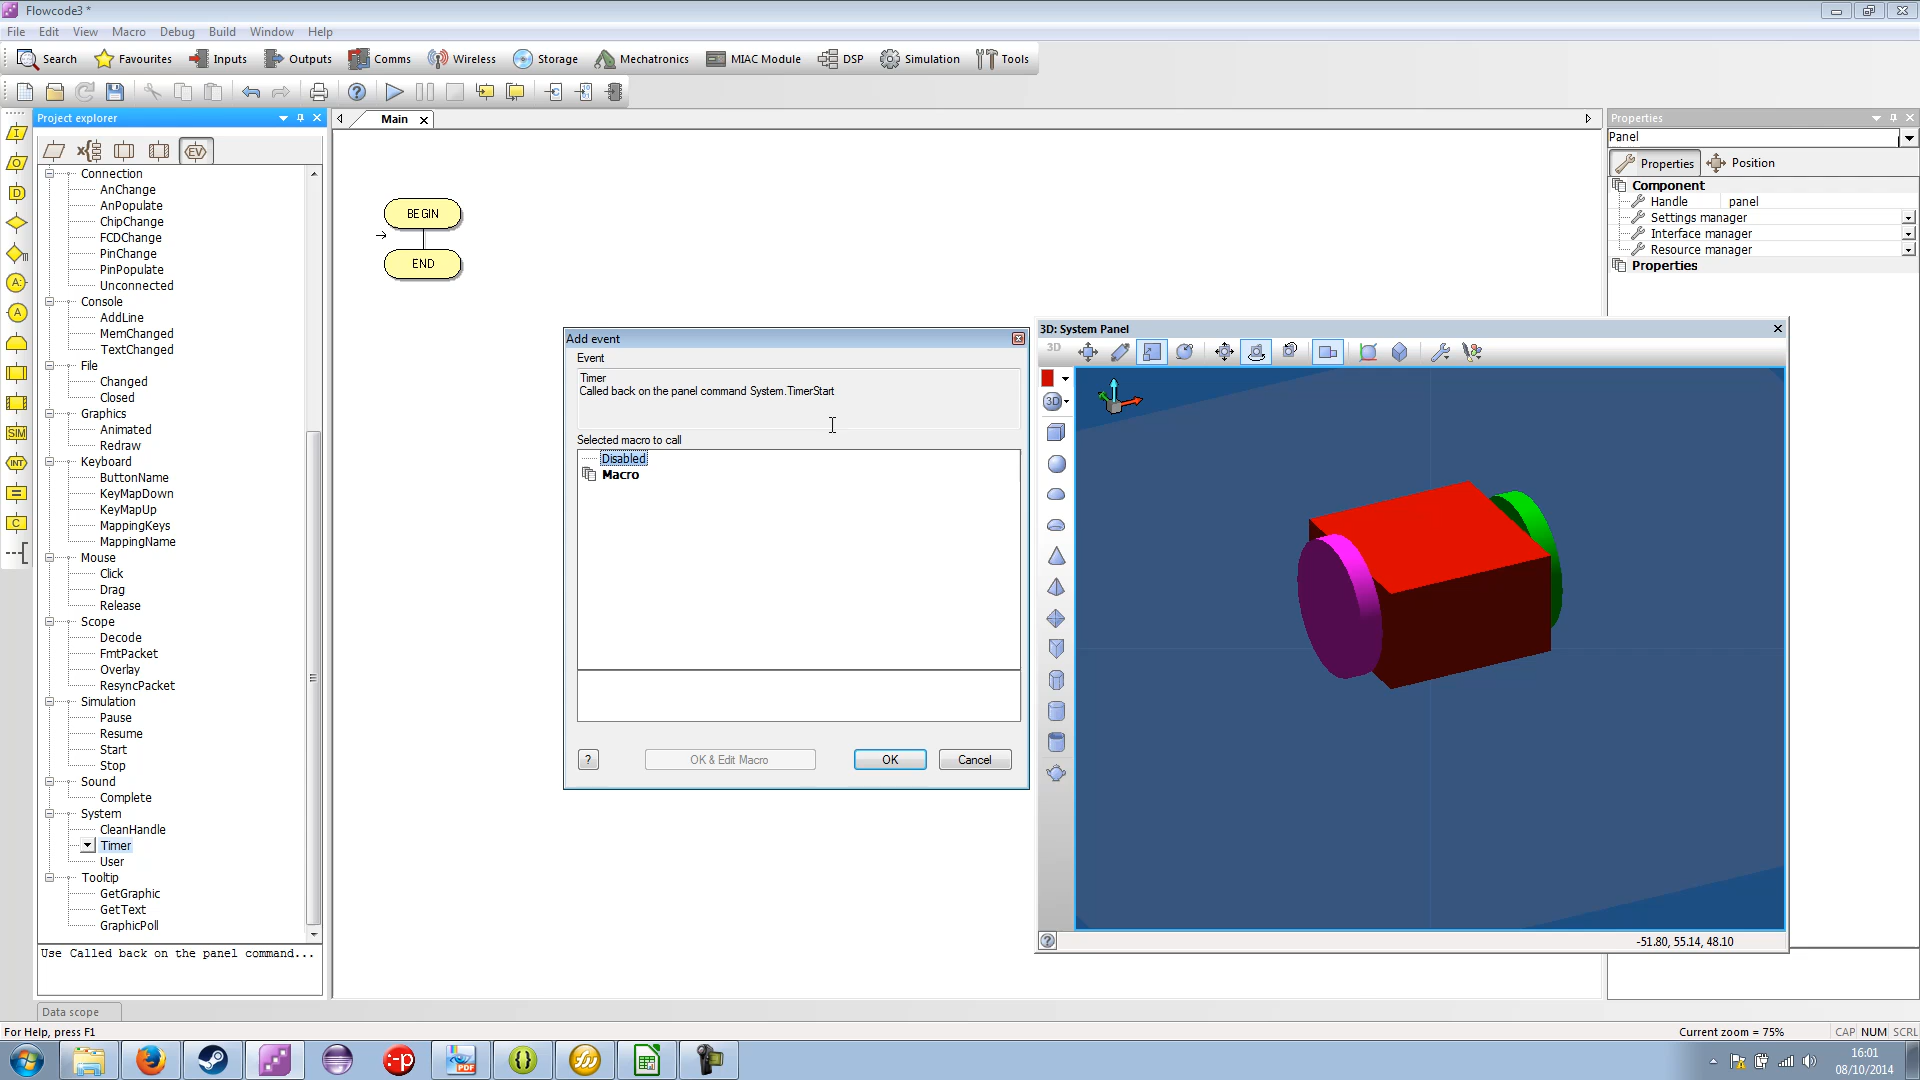 Flowcode3 *
File Edit View Macro Debug Build Window Help
Search Favourites Inputs Outputs Comms Wireless Storage Mechatronics MIAC Module DSP Simulation Tools
Project explorer
EV
Connection
AnChange
AnPopulate
ChipChange
FCDChange
PinChange
PinPopulate
Unconnected
Console
AddLine
MemChanged
TextChanged
File
Changed
Closed
Graphics
Animated
Redraw
Keyboard
ButtonName
KeyMapDown
KeyMapUp
MappingKeys
MappingName
Mouse
Click
Drag
Release
Scope
Decode
FmtPacket
Overlay
ResyncPacket
Simulation
Pause
Resume
Start
Stop
Sound
Complete
System
CleanHandle
Timer
User
Tooltip
GetGraphic
GetText
GraphicPoll
Use Called back on the panel command...
Data scope
Main
BEGIN
END
Add event
Event
Timer
Called back on the panel command System.TimerStart
Selected macro to call
Disabled
Macro
?
OK & Edit Macro
OK
Cancel
3D: System Panel
3D
3D
-51.80, 55.14, 48.10
Properties
Panel
Properties Position
Component
Handle panel
Settings manager
Interface manager
Resource manager
Properties
For Help, press F1
Current zoom = 75% CAP NUM SCRL
16:01
08/10/2014